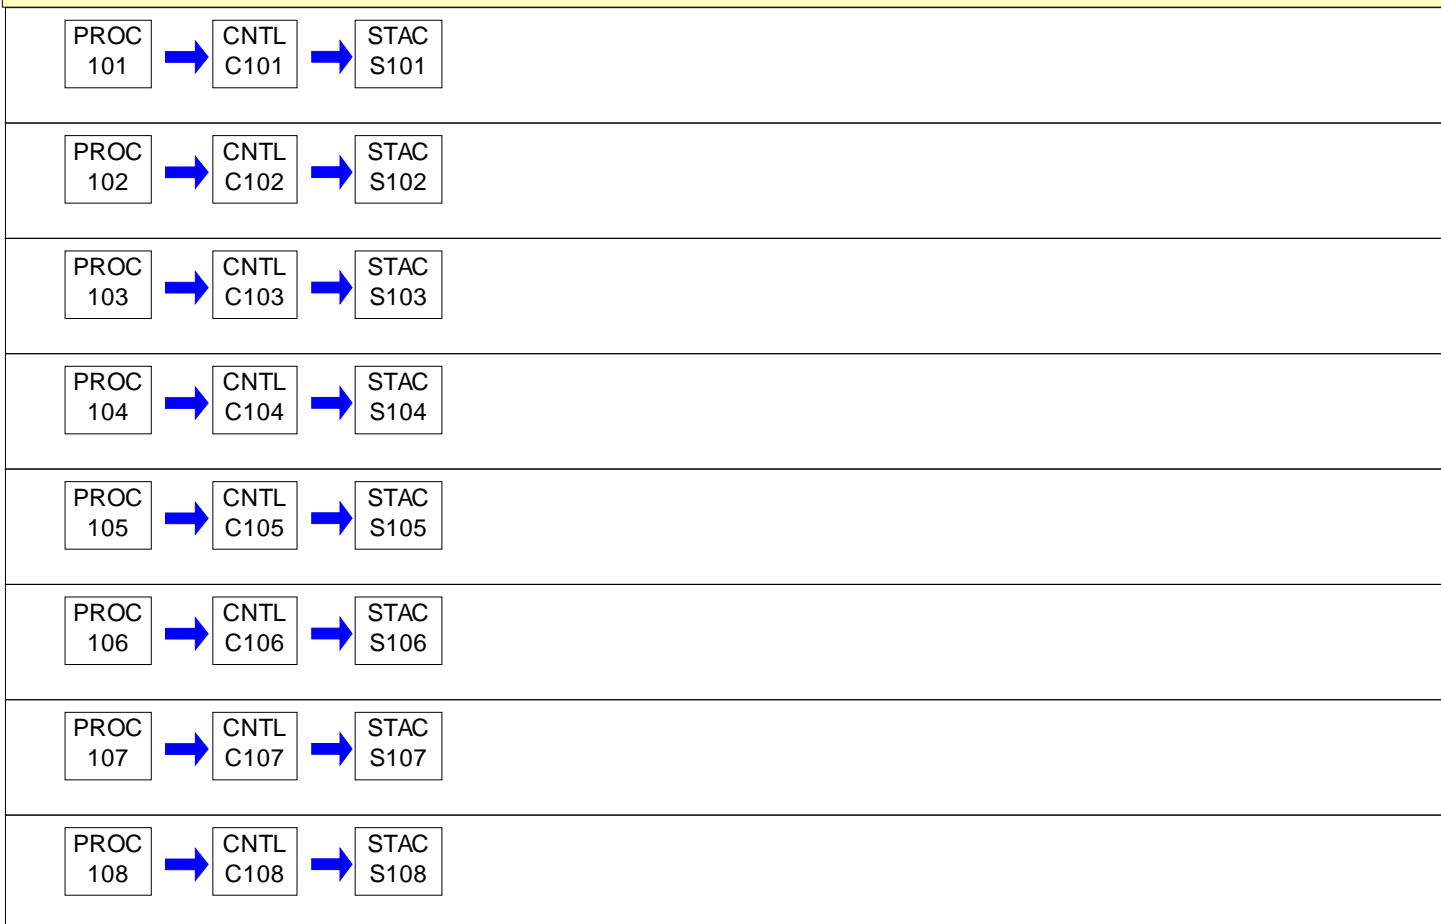 PROC CNTL STAC
101 C101 S101
PROC CNTL STAC
102 C102 S102
PROC CNTL STAC
103 C103 S103
PROC CNTL STAC
104 C104 S104
PROC CNTL STAC
105 C105 S105
PROC CNTL STAC
106 C106 S106
PROC CNTL STAC
107 C107 S107
PROC CNTL STAC
108 C108 S108